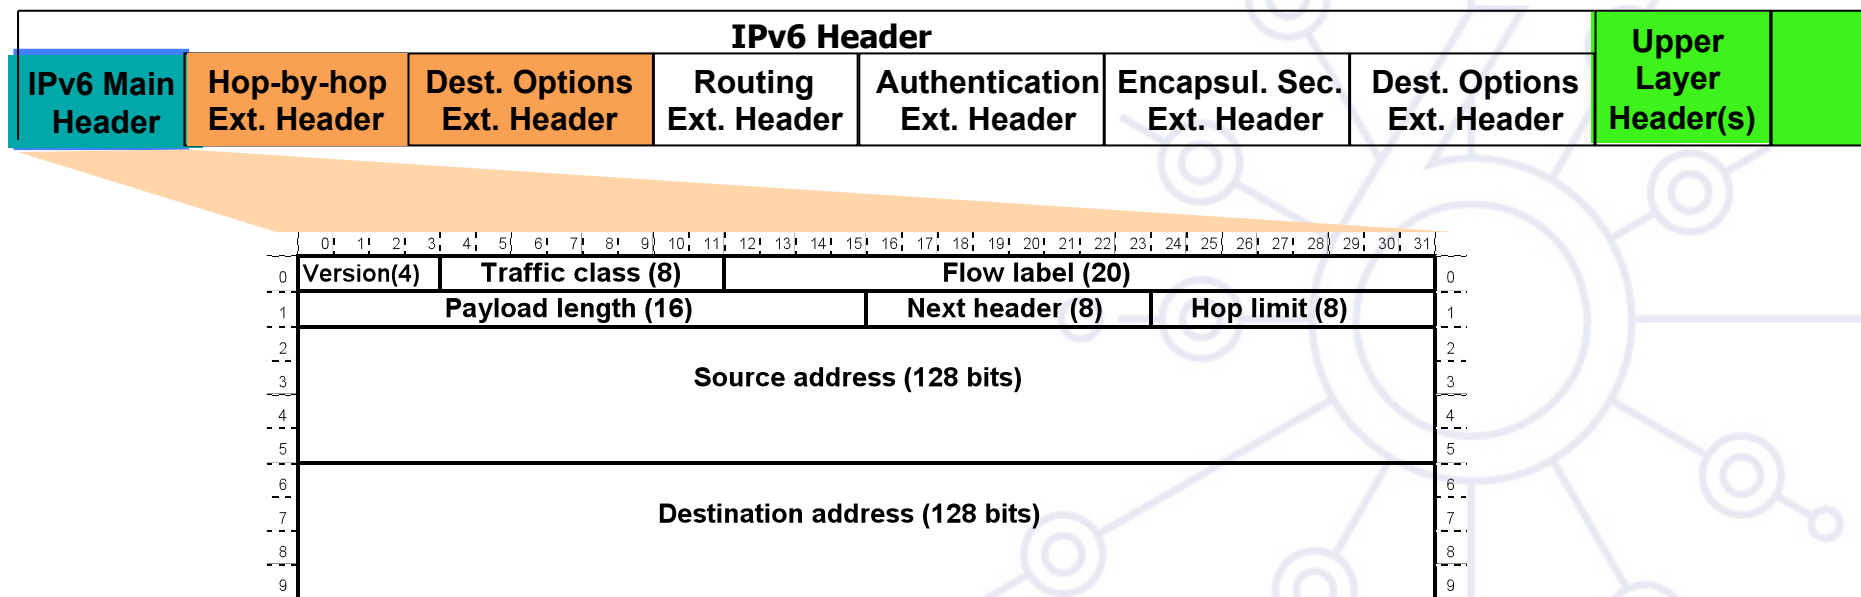 IPv6 Header
IPv6 Main
Header
Hop-by-hop
Ext. Header
Dest. Options
Ext. Header
Routing
Ext. Header
Authentication
Ext. Header
Encapsul. Sec.
Ext. Header
Dest. Options
Ext. Header
Upper
Layer
Header(s)
0 1 2 3 4 5 6 7 8 9 10 11 12 13 14 15 16 17 18 19 20 21 22 23 24 25 26 27 28 29 30 31
0 Version(4) Traffic class (8) Flow label (20) 0
1 Payload length (16) Next header (8) Hop limit (8) 1
2 2
3 Source address (128 bits) 3
4 4
5 5
6 6
7 Destination address (128 bits) 7
8 8
9 9